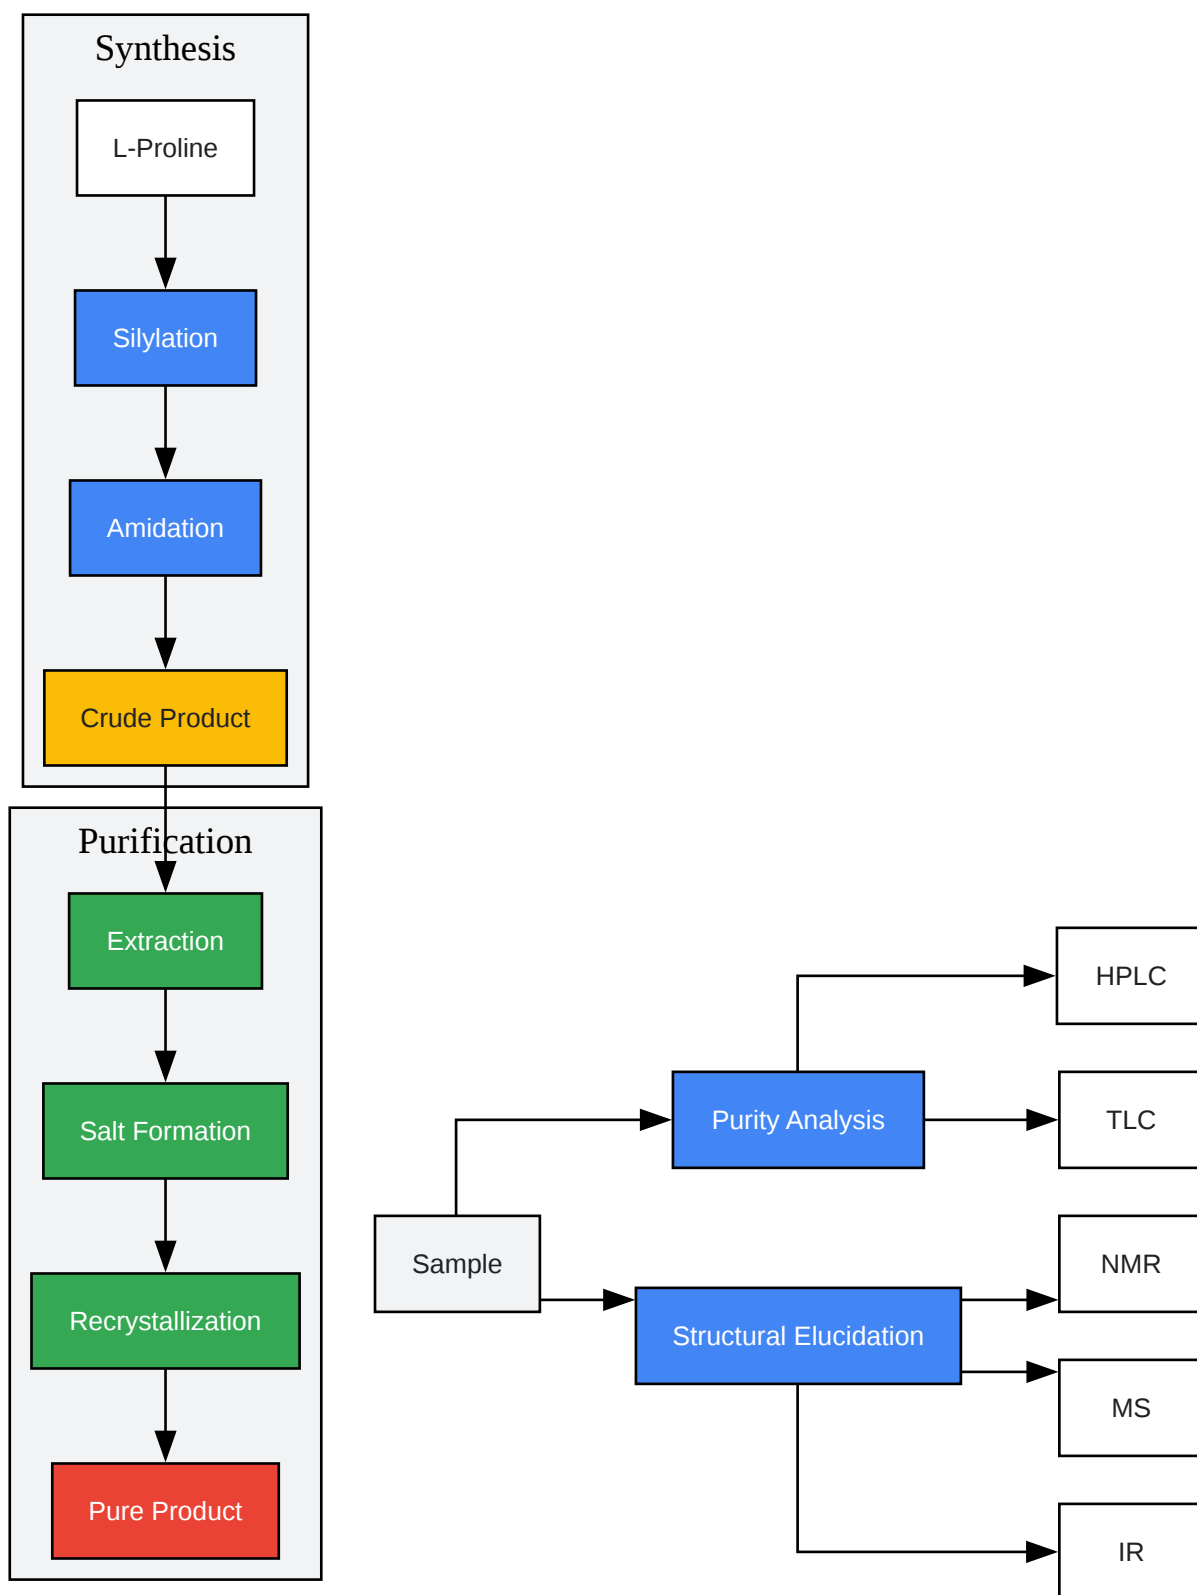 Synthesis
L-Proline
Silylation
Amidation
Crude Product
Purification
Extraction
Salt Formation
Recrystallization
Pure Product
Sample
Purity Analysis
Structural Elucidation
HPLC
TLC
NMR
MS
IR